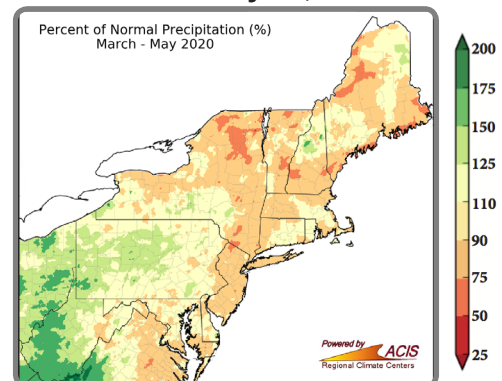 Percent of Normal Precipitation (%)
March - May 2020
200
175
150
125
110
90
75
50
25
Powered by
ACIS
Regional Climate Centers